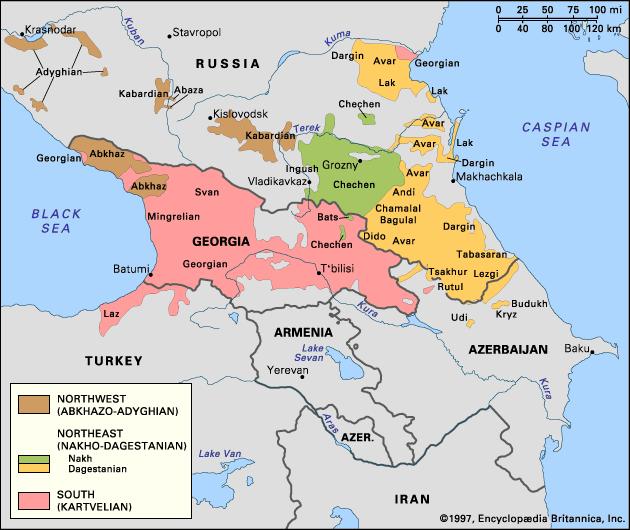 0 25 50 75 100 mi
0 40 80 120 km
Krasnodar
Kuban
Stavropol
RUSSIA
Kuma
Dargin
Avar
Georgian
Lak
Lak
Adyghian
Kabardian
Abaza
Kislovodsk
Kabardian
Terek
Chechen
Avar
Avar
Lak
Dargin
CASPIAN
SEA
Georgian
Abkhaz
Abkhaz
Ingush
Vladikavkaz
Grozny
Chechen
Makhachkala
Avar
Andi
Chamalal
Bagulal
Dargin
Svan
Mingrelian
BLACK
SEA
GEORGIA
Georgian
Bats
Chechen
Dido
Avar
Tabasaran
Tsakhur
Lezgi
Rutul
Batumi
T'bilisi
Kura
Budukh
Kryz
Udi
Laz
ARMENIA
Lake
Sevan
Yerevan
AZERBAIJAN
Baku
Kura
TURKEY
Aras
AZER.
Lake Van
IRAN
NORTHWEST
(ABKHAZO-ADYGHIAN)
NORTHEAST
(NAKHO-DAGESTANIAN)
Nakh
Dagestanian
SOUTH
(KARTVELIAN)
©1997, Encyclopædia Britannica, Inc.